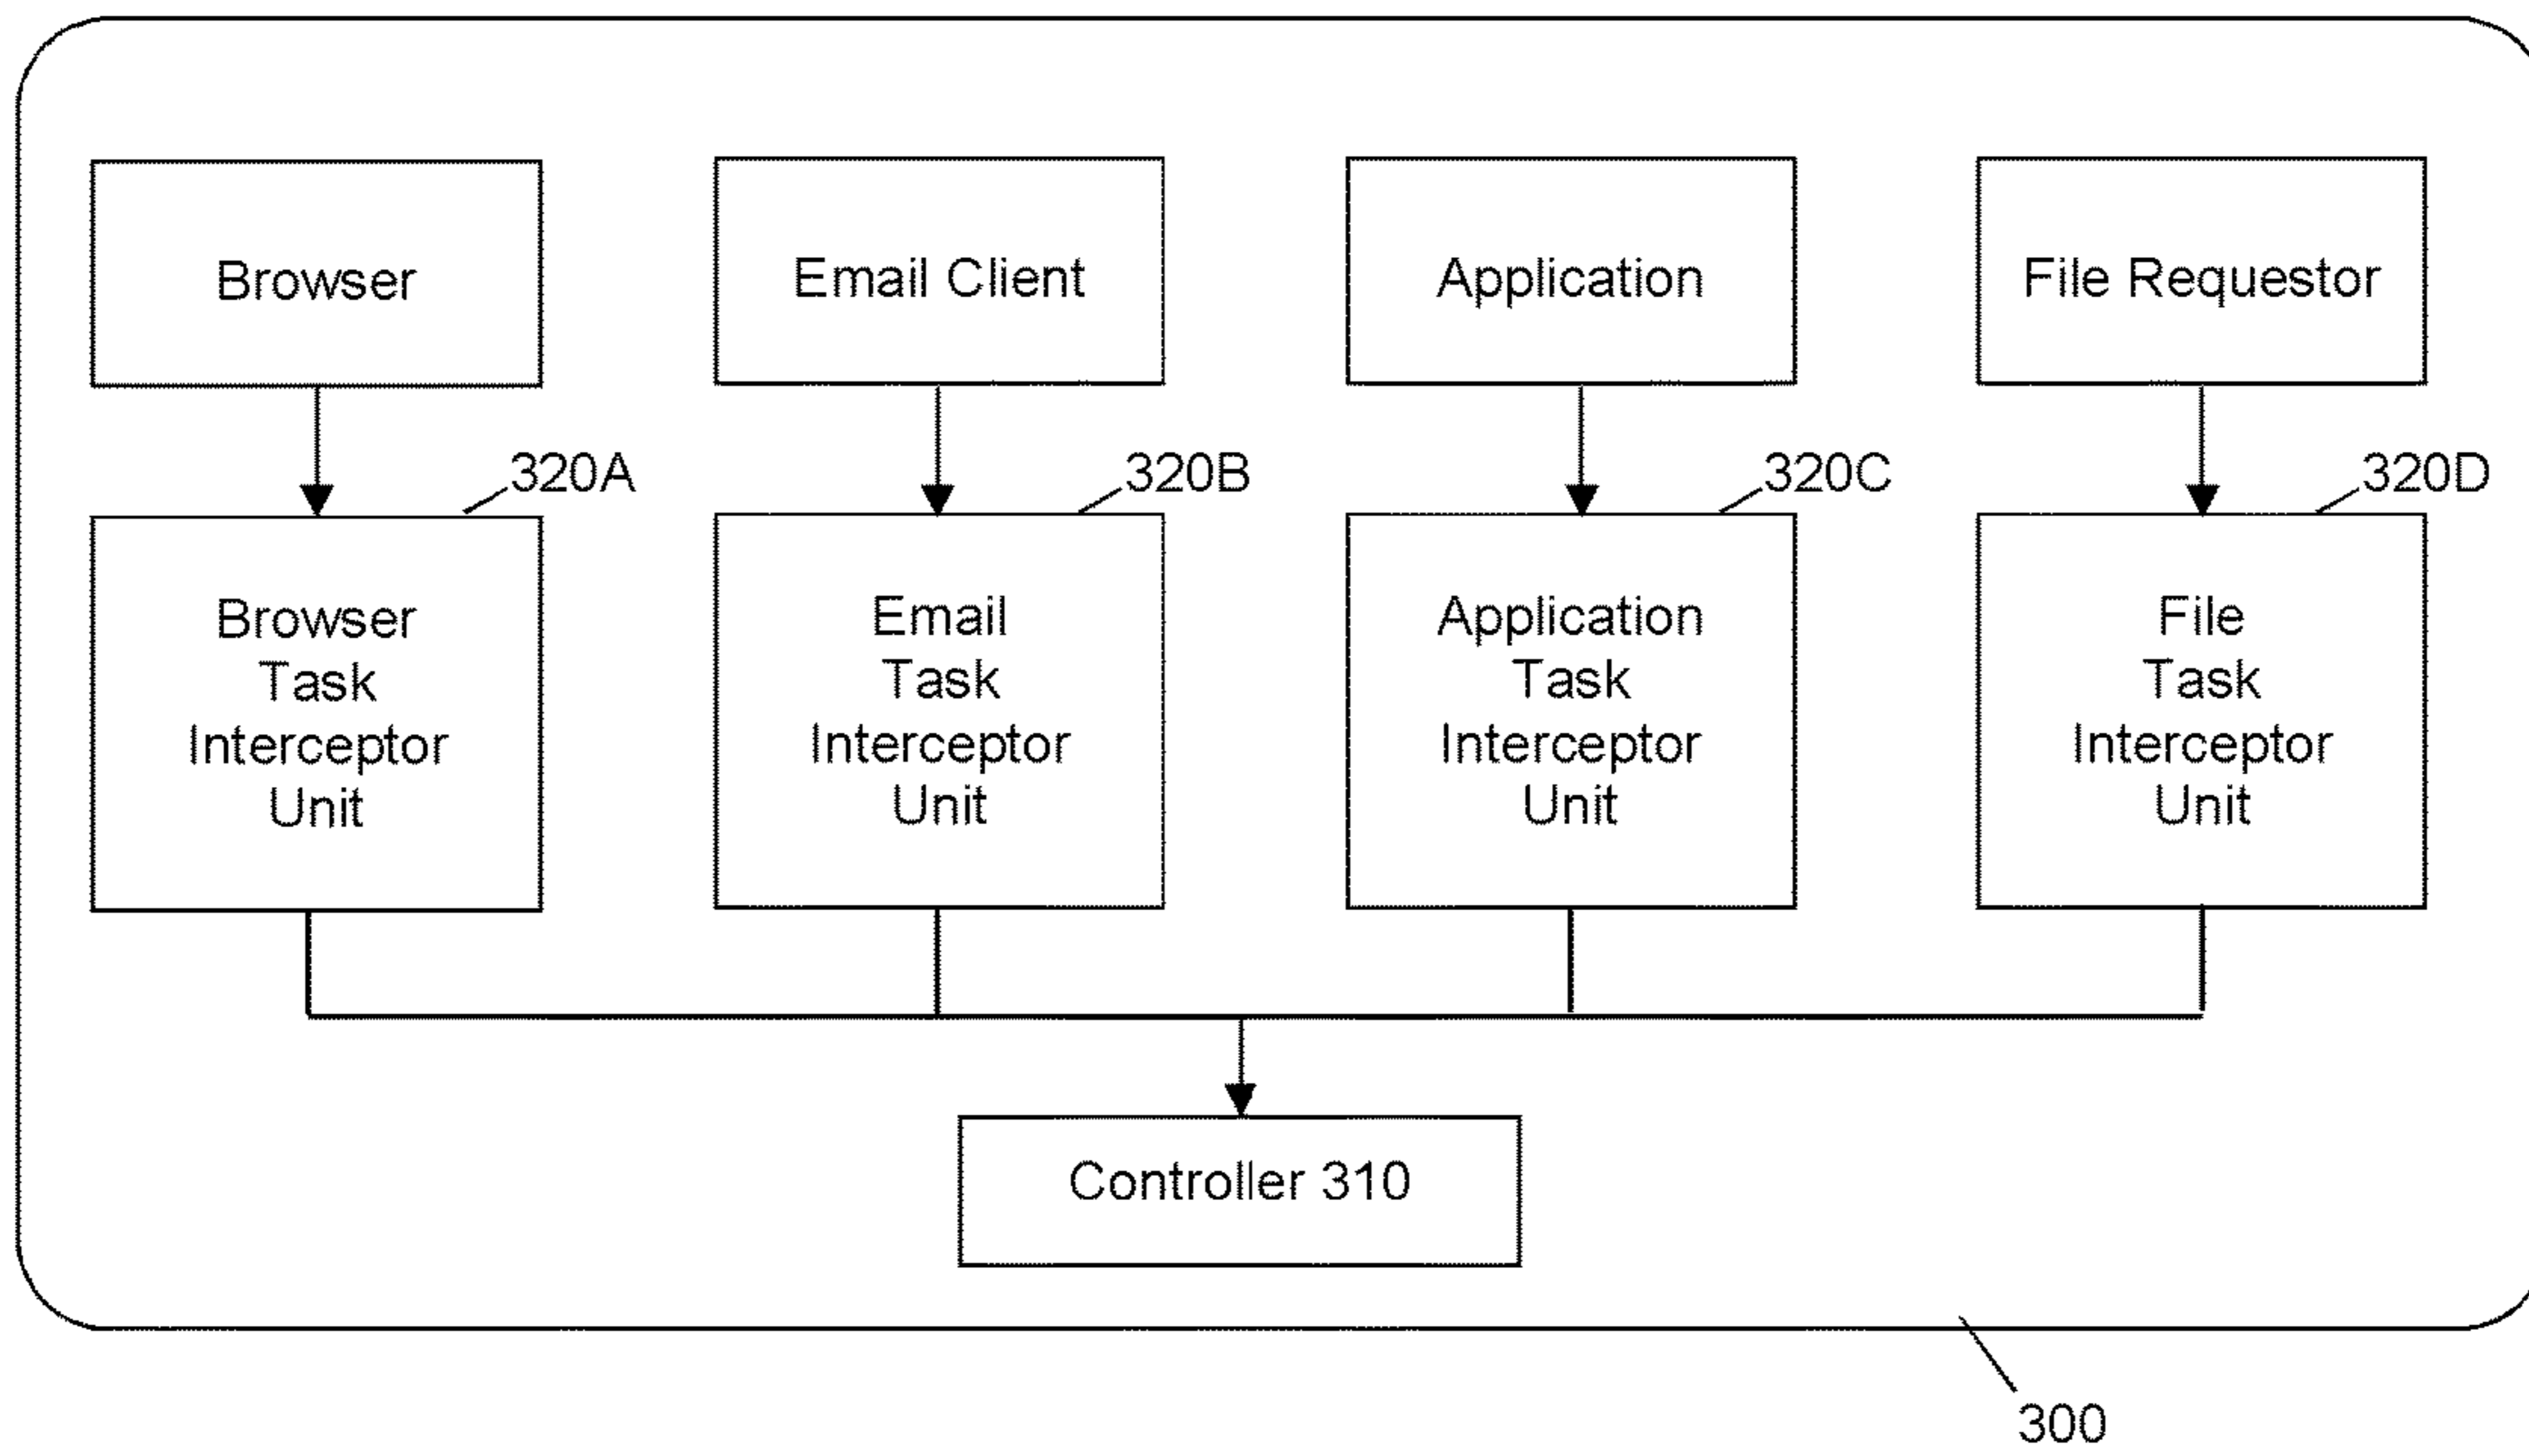 Browser
Email Client
Application
File Requestor
320A
320B
320C
320D
Browser
Task
Interceptor
Unit
Email
Task
Interceptor
Unit
Application
Task
Interceptor
Unit
File
Task
Interceptor
Unit
Controller 310
300